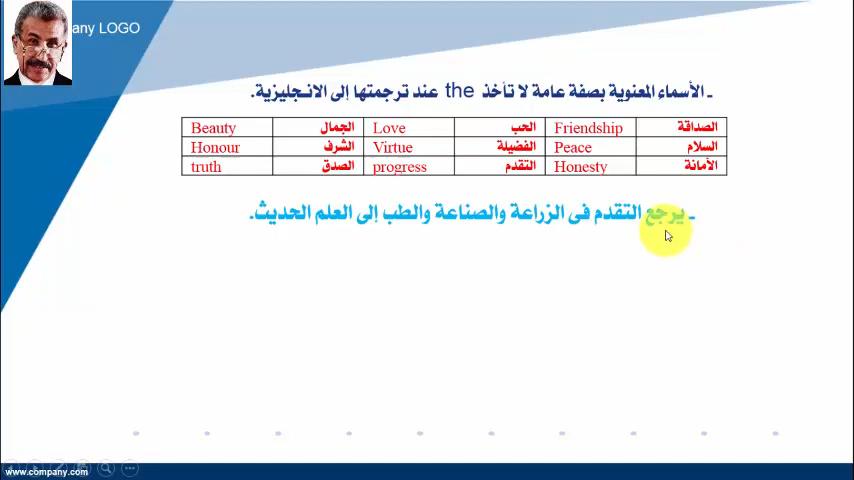 any LOGO
ـ الأسماء المعنوية بصفة عامة لا تأخذ the عند ترجمتها إلى الانجليزية.
Beauty الجمال Love الحب Friendship الصداقة
Honour الشرف Virtue الفضيلة Peace السلام
truth الصدق progress التقدم Honesty الأمانة
ـ يرجع التقدم فى الزراعة والصناعة والطب إلى العلم الحديث.
www.company.com